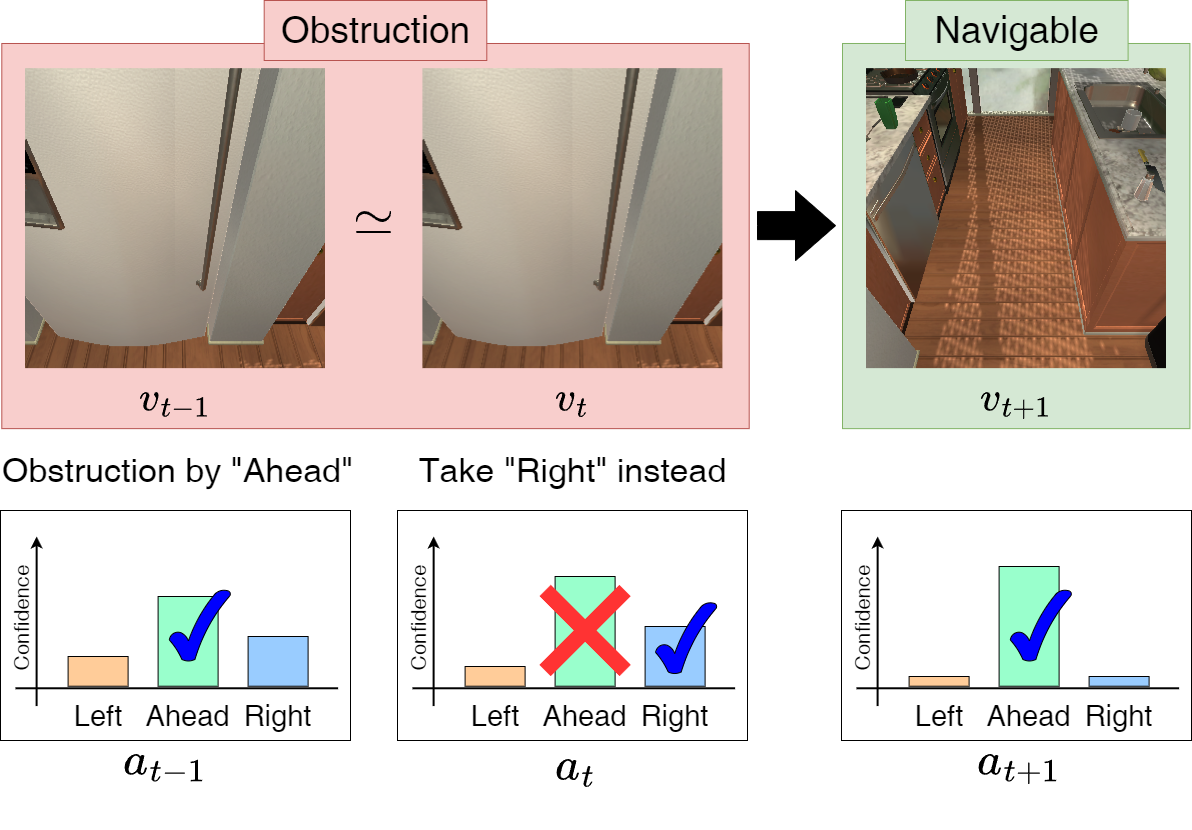 Obstruction
Navigable
≃
v_{t-1}
v_t
v_{t+1}
Obstruction by "Ahead"
Take "Right" instead
Confidence
Left Ahead Right
a_{t-1}
Confidence
Left Ahead Right
a_t
Confidence
Left Ahead Right
a_{t+1}